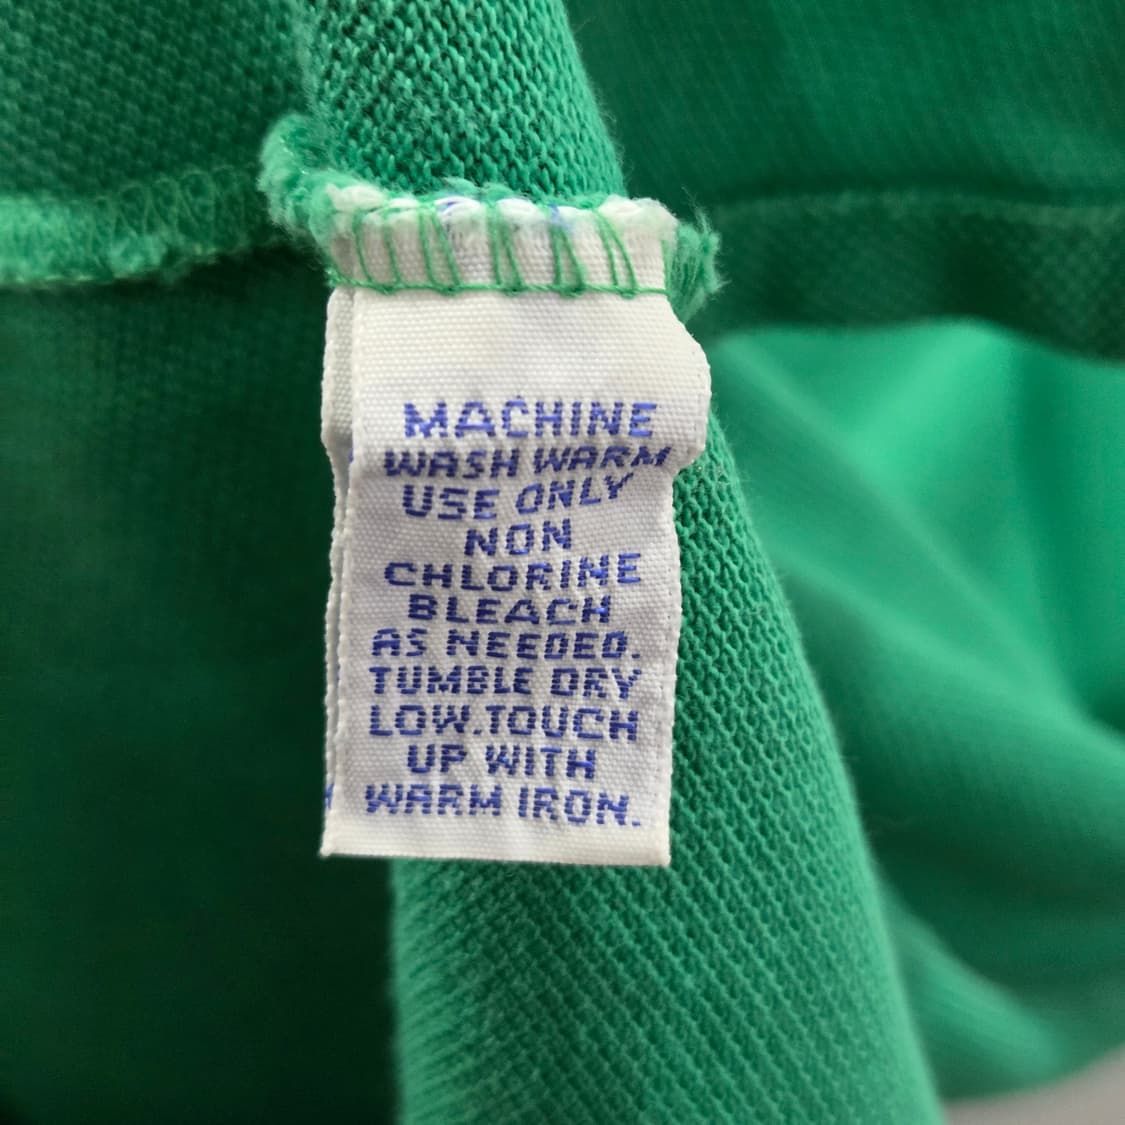 MACHINE
WASH WARM
USE ONLY
NON
CHLORINE
BLEACH
AS NEEDED.
TUMBLE DRY
LOW.TOUCH
UP WITH
WARM IRON.